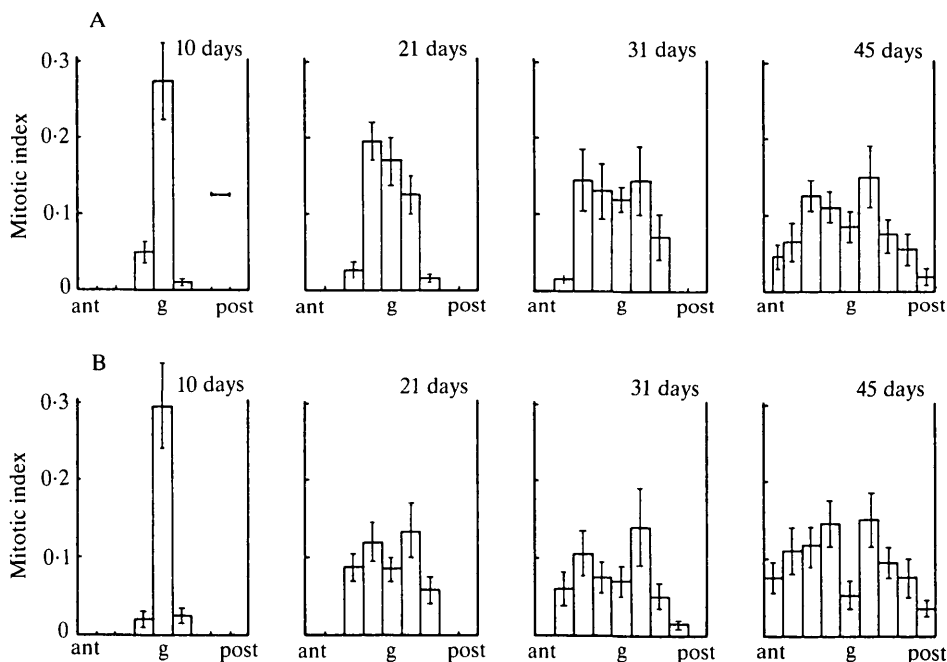 A
10 days
21 days
31 days
45 days
Mitotic index
0·3
0·2
0·1
0
ant g post
ant g post
ant g post
ant g post
B
10 days
21 days
31 days
45 days
Mitotic index
0·3
0·2
0·1
0
ant g post
ant g post
ant g post
ant g post